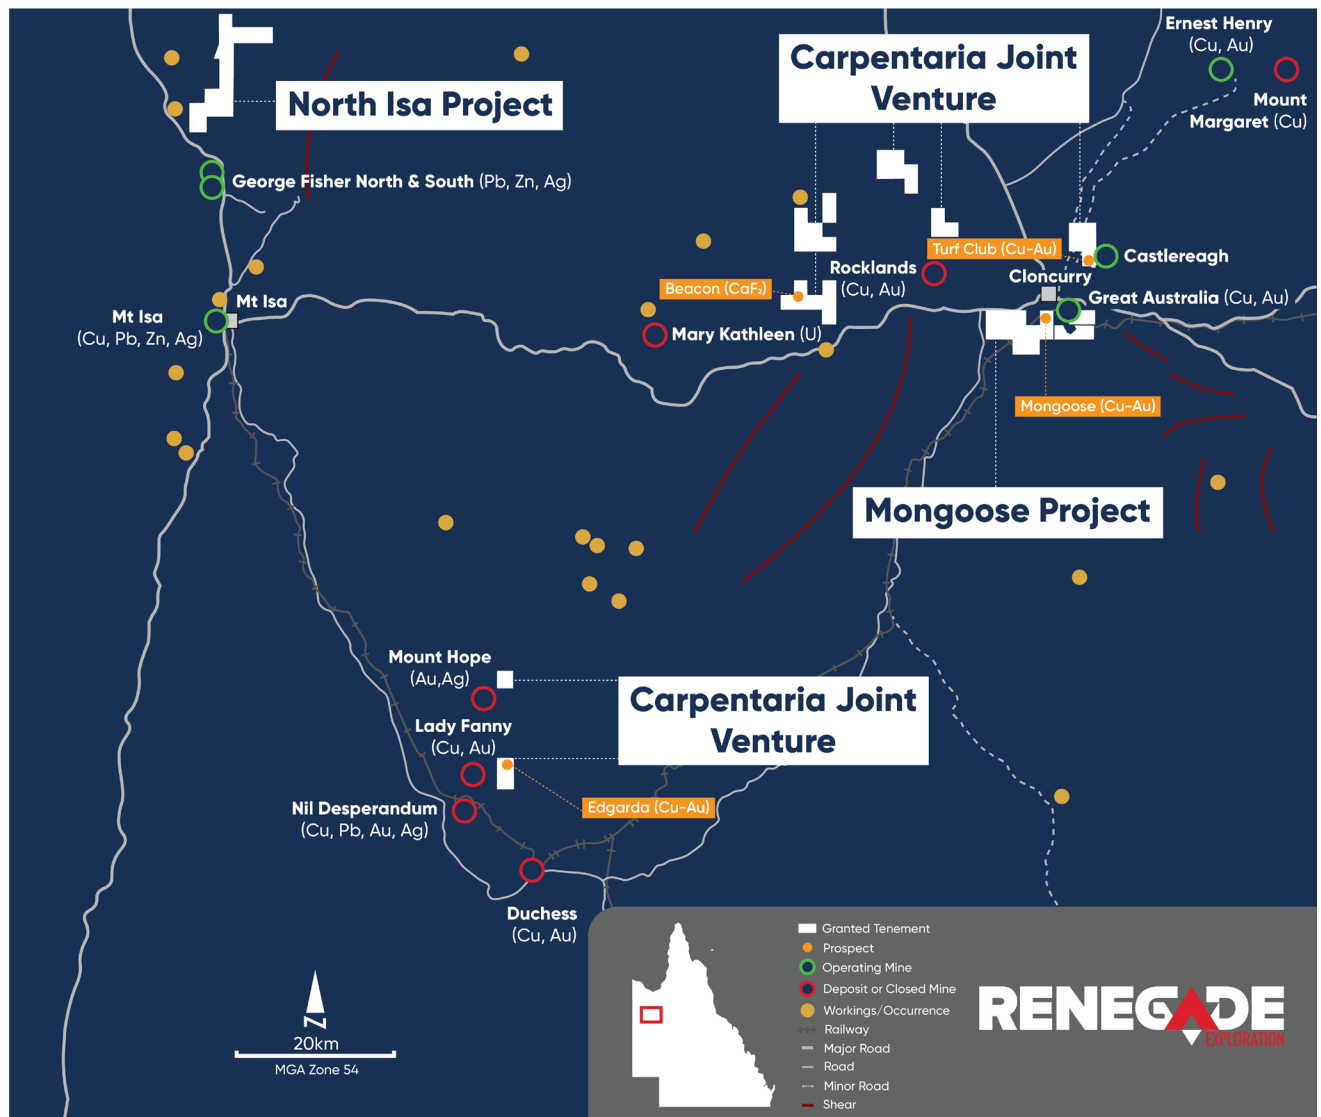 Ernest Henry
(Cu, Au)
Mount
Margaret (Cu)
Carpentaria Joint
Venture
North Isa Project
George Fisher North & South (Pb, Zn, Ag)
Turf Club (Cu-Au)
Castlereagh
Rocklands
(Cu, Au)
Cloncurry
Beacon (CaF₂)
Great Australia (Cu, Au)
Mt Isa
Mt Isa
(Cu, Pb, Zn, Ag)
Mary Kathleen (U)
Mongoose (Cu-Au)
Mongoose Project
Mount Hope
(Au,Ag)
Carpentaria Joint
Venture
Lady Fanny
(Cu, Au)
Edgarda (Cu-Au)
Nil Desperandum
(Cu, Pb, Au, Ag)
Duchess
(Cu, Au)
N
20km
MGA Zone 54
Granted Tenement
Prospect
Operating Mine
Deposit or Closed Mine
Workings/Occurrence
Railway
Major Road
Road
Minor Road
Shear
RENEGADE
EXPLORATION